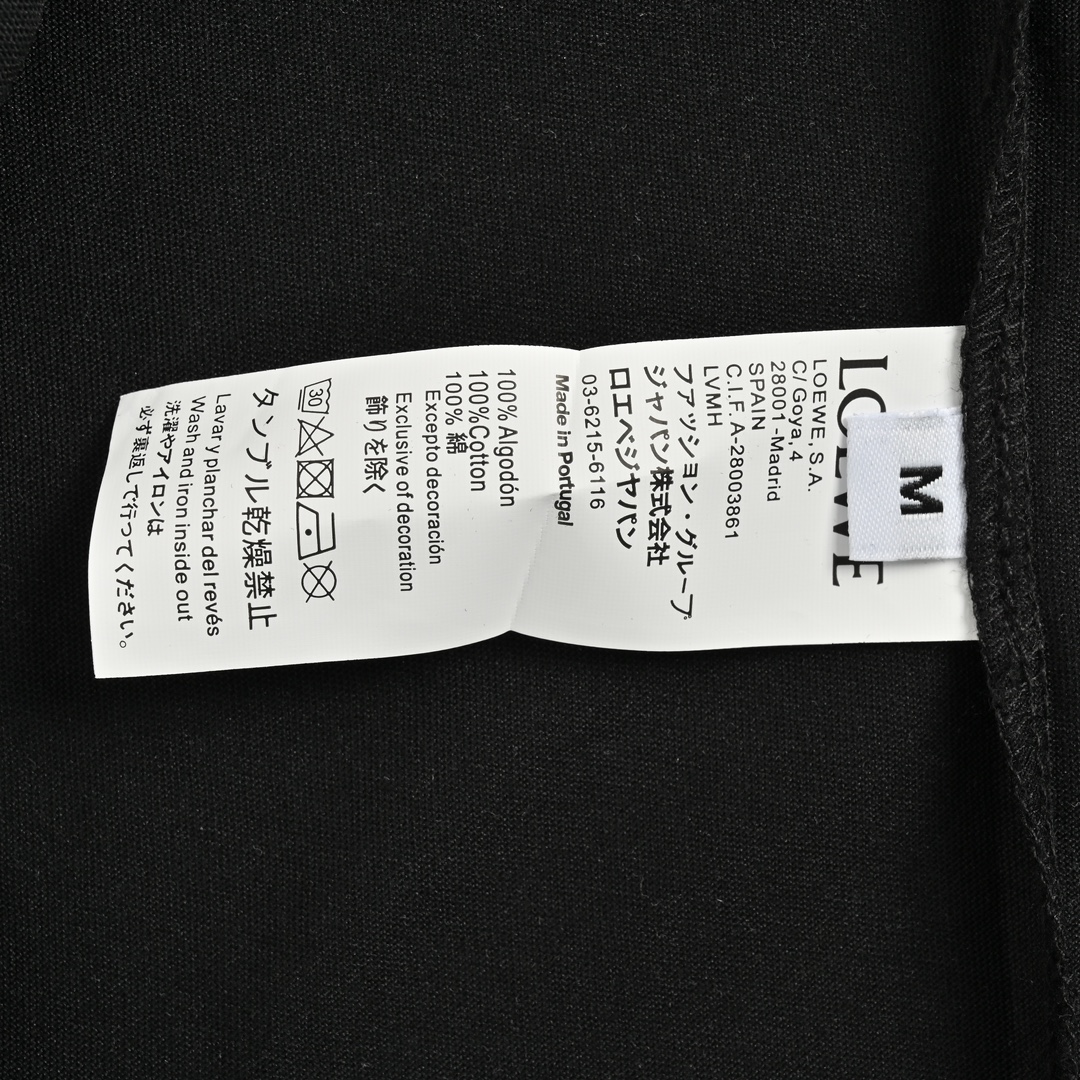 LOEWE
M
LOEWE, S.A.
C/ Goya, 4
28001 -Madrid
SPAIN
C.I.F.A-28003861
LVMH
ファッション・グループ
ジャパン株式会社
ロエベジャパン
03-6215-6116
Made in Portugal
100% Algodón
100%Cotton
100% 綿
Excepto decoración
Exclusive of decoration
飾りを除く
30
タンブル乾燥禁止
Lavar y planchar del revés
Wash and iron inside out
洗濯やアイロンは
必ず裏返して行ってください。